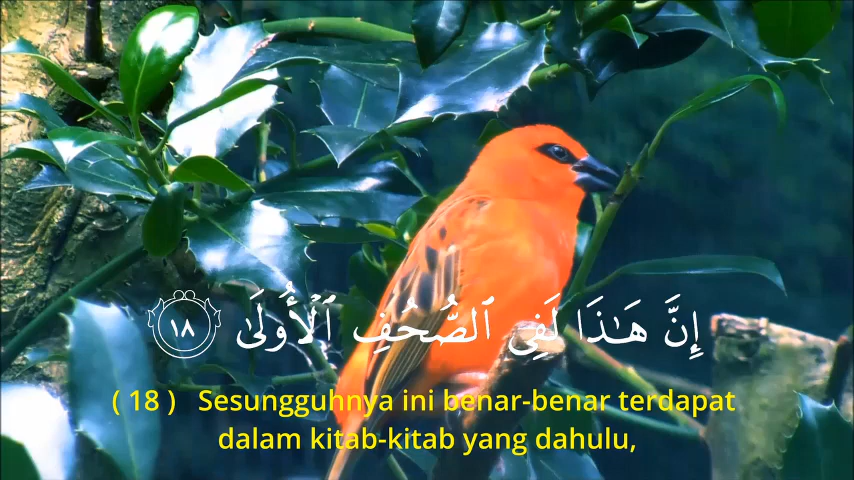 إِنَّ هَـٰذَا لَفِى ٱلصُّحُفِ ٱلْأُولَىٰ ١٨
( 18 ) Sesungguhnya ini benar-benar terdapat
dalam kitab-kitab yang dahulu,